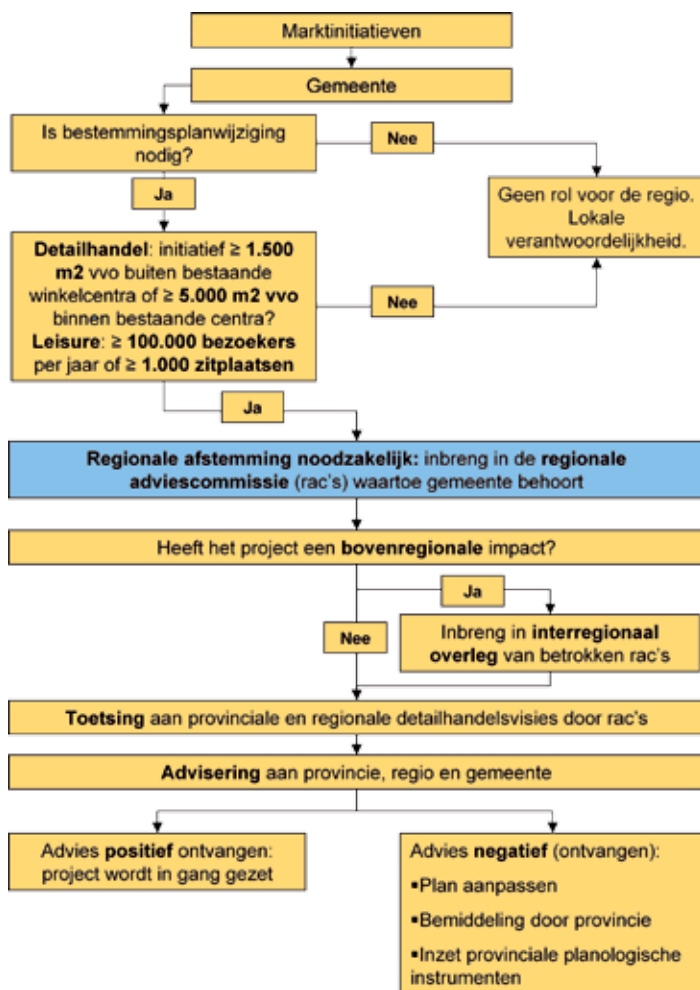 Marktinitiatieven
Gemeente
Is bestemmingsplanwijziging
nodig?
Nee
Ja
Geen rol voor de regio.
Lokale
verantwoordelijkheid.
Detailhandel: initiatief ≥ 1.500
m2 vvo buiten bestaande
winkelcentra of ≥ 5.000 m2 vvo
binnen bestaande centra?
Leisure: ≥ 100.000 bezoekers
per jaar of ≥ 1.000 zitplaatsen
Nee
Ja
Regionale afstemming noodzakelijk: inbreng in de regionale
adviescommissie (rac's) waartoe gemeente behoort
Heeft het project een bovenregionale impact?
Ja
Nee
Inbreng in interregionaal
overleg van betrokken rac's
Toetsing aan provinciale en regionale detailhandelsvisies door rac's
Advisering aan provincie, regio en gemeente
Advies positief ontvangen:
project wordt in gang gezet
Advies negatief (ontvangen):
▪Plan aanpassen
▪Bemiddeling door provincie
▪Inzet provinciale planologische
instrumenten